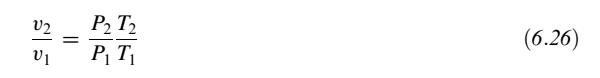 v₂/v₁ = P₂/P₁ T₂/T₁ (6.26)